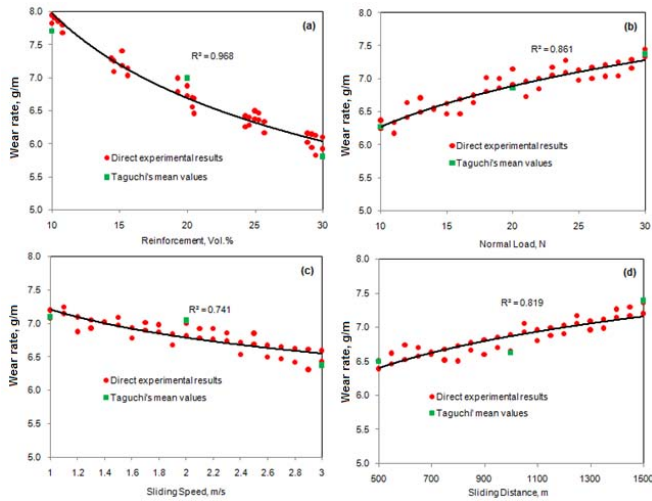 (a)
8.0
7.5
7.0
6.5
6.0
5.5
5.0
Wear rate, g/m
R² = 0.968
Direct experimental results
Taguchi's mean values
10 15 20 25 30
Reinforcement, Vol.%
(b)
8.0
7.5
7.0
6.5
6.0
5.5
5.0
Wear rate, g/m
R² = 0.861
Direct experimental results
Taguchi's mean values
10 15 20 25 30
Normal Load, N
(c)
8.0
7.5
7.0
6.5
6.0
5.5
5.0
Wear rate, g/m
R² = 0.741
Direct experimental results
Taguchi's mean values
1 1.2 1.4 1.6 1.8 2 2.2 2.4 2.6 2.8 3
Sliding Speed, m/s
(d)
8.0
7.5
7.0
6.5
6.0
5.5
5.0
Wear rate, g/m
R² = 0.819
Direct experimental results
Taguchi's mean values
500 700 900 1100 1300 1500
Sliding Distance, m